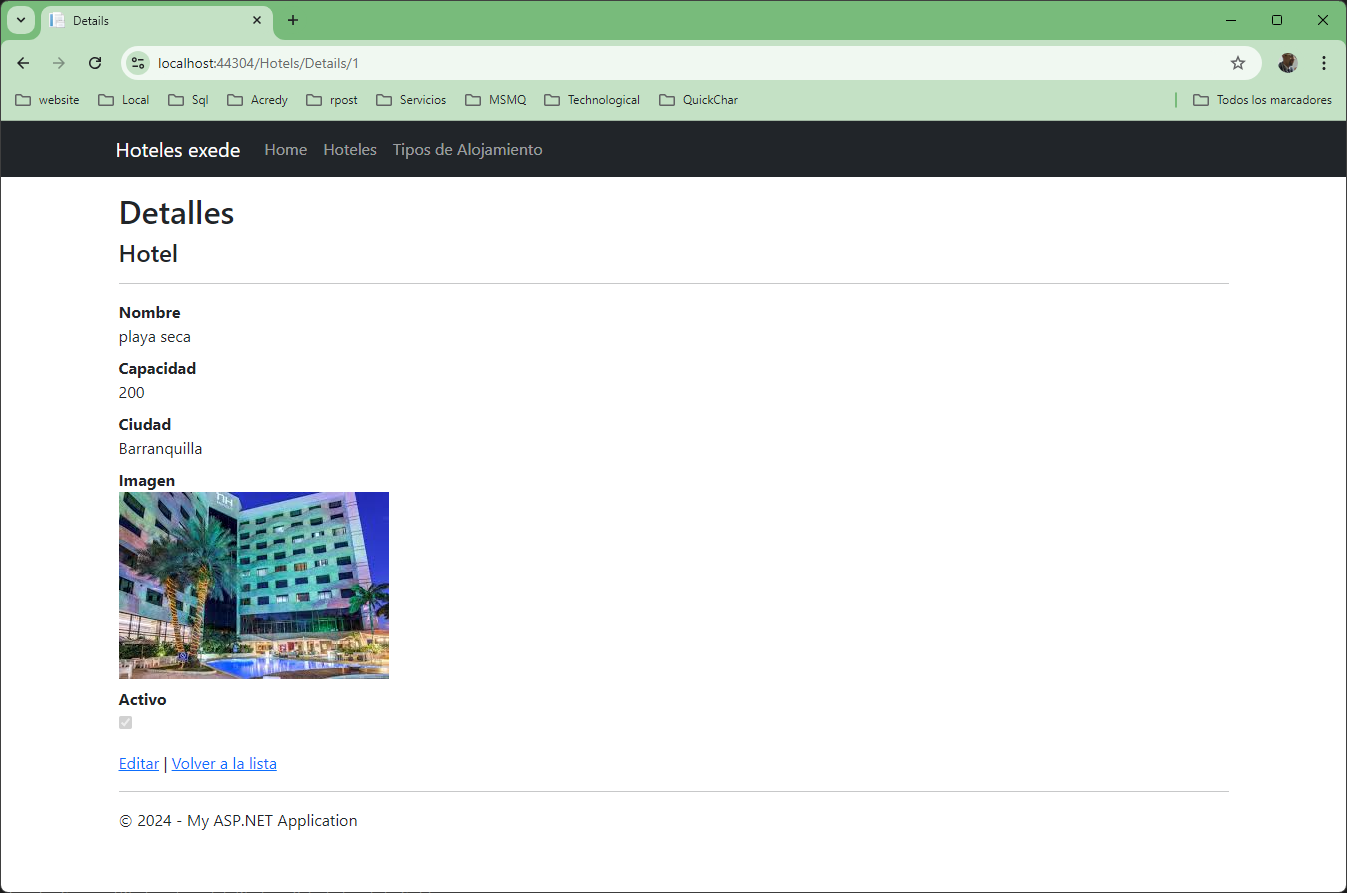 Details
localhost:44304/Hotels/Details/1
website Local Sql Acredy rpost Servicios MSMQ Technological QuickChar Todos los marcadores
Hoteles exede Home Hoteles Tipos de Alojamiento
Detalles
Hotel
Nombre
playa seca
Capacidad
200
Ciudad
Barranquilla
Imagen
NH
Activo
Editar | Volver a la lista
© 2024 - My ASP.NET Application